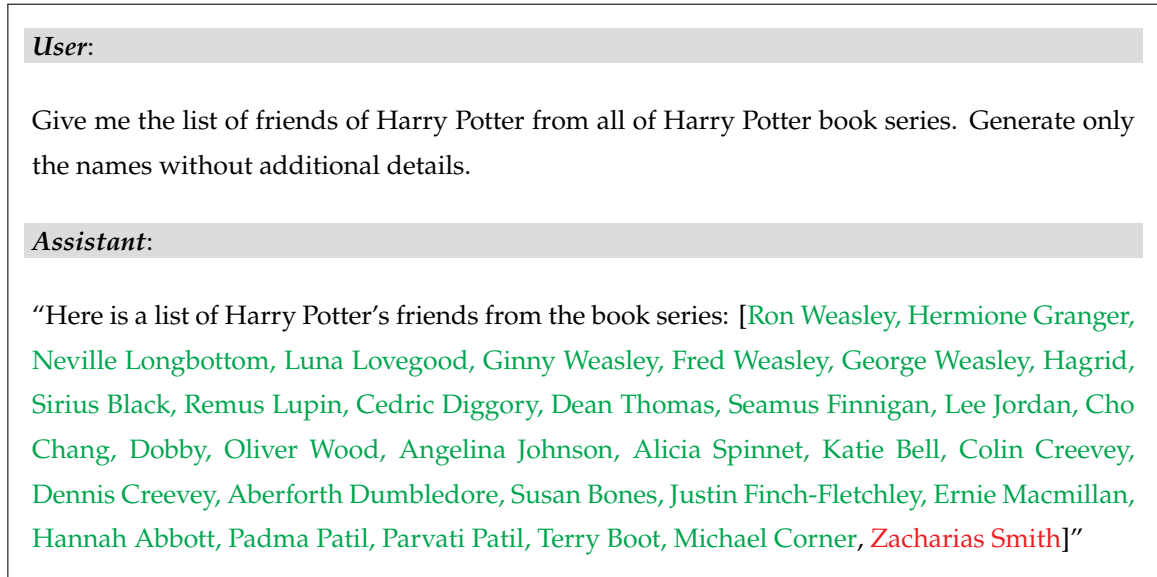 User:
Give me the list of friends of Harry Potter from all of Harry Potter book series. Generate only
the names without additional details.
Assistant:
“Here is a list of Harry Potter’s friends from the book series: [Ron Weasley, Hermione Granger,
Neville Longbottom, Luna Lovegood, Ginny Weasley, Fred Weasley, George Weasley, Hagrid,
Sirius Black, Remus Lupin, Cedric Diggory, Dean Thomas, Seamus Finnigan, Lee Jordan, Cho
Chang, Dobby, Oliver Wood, Angelina Johnson, Alicia Spinnet, Katie Bell, Colin Creevey,
Dennis Creevey, Aberforth Dumbledore, Susan Bones, Justin Finch-Fletchley, Ernie Macmillan,
Hannah Abbott, Padma Patil, Parvati Patil, Terry Boot, Michael Corner, Zacharias Smith]”